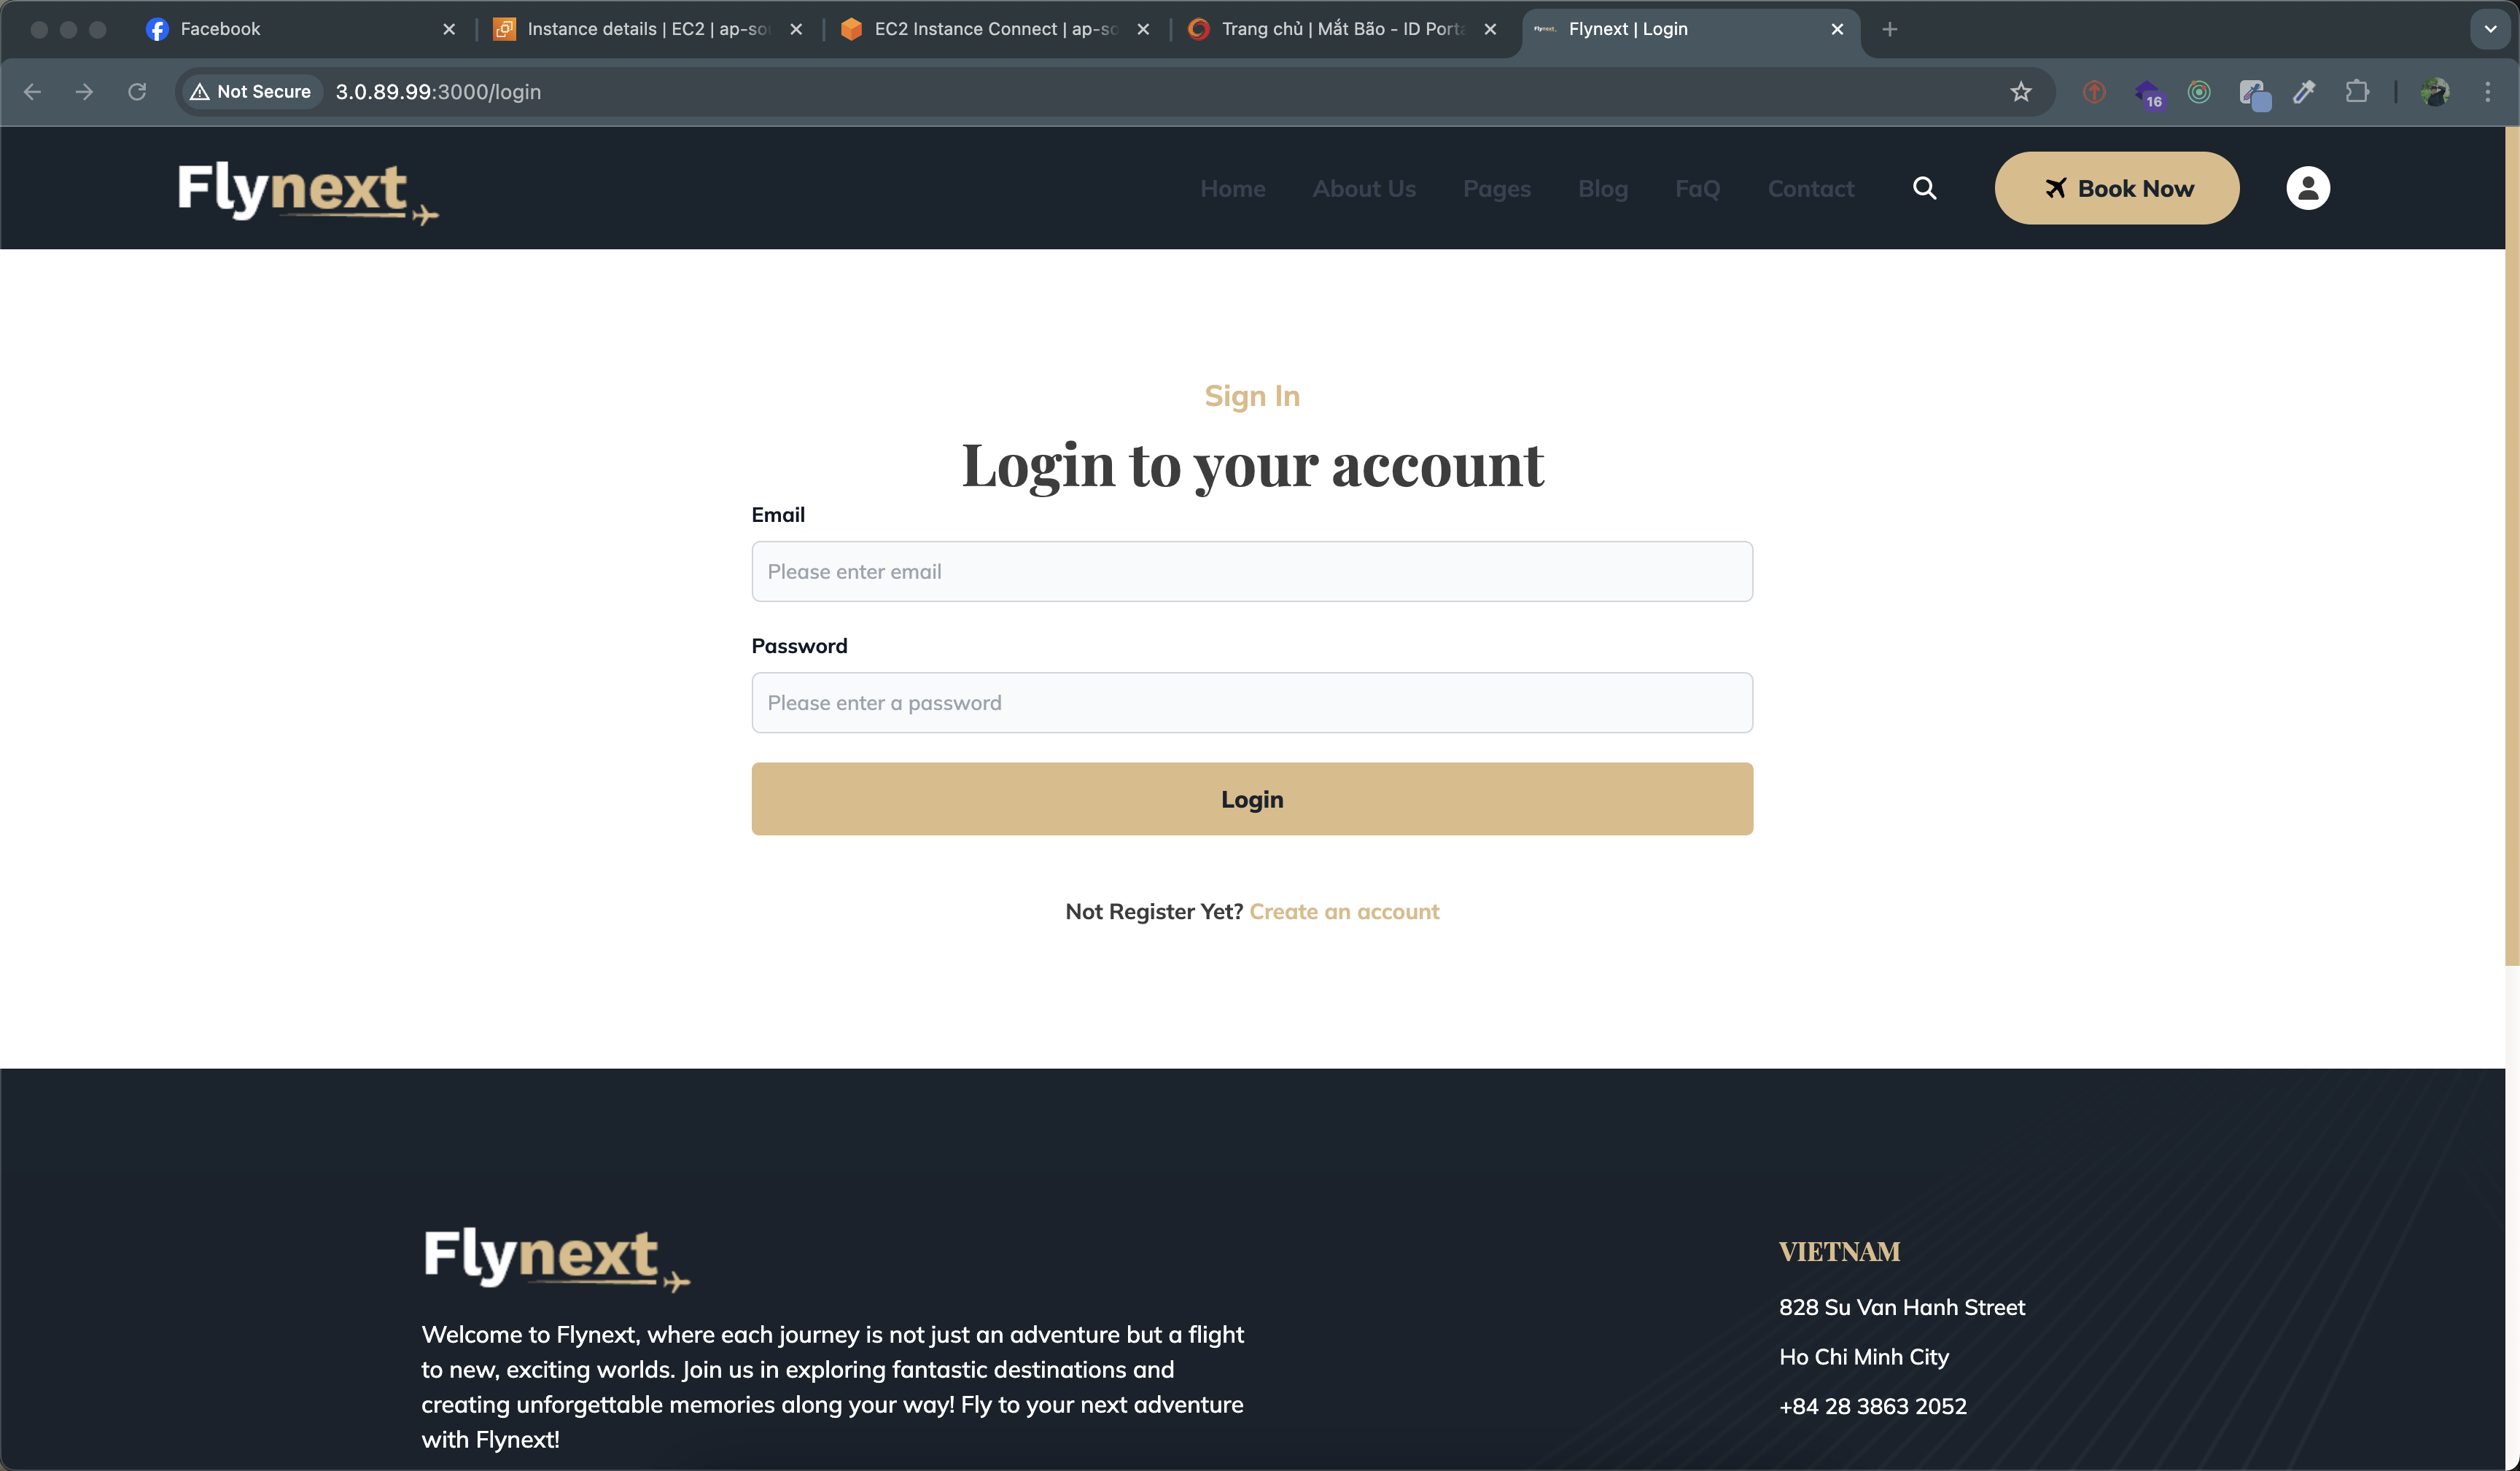 Facebook
Instance details | EC2 | ap-so
EC2 Instance Connect | ap-so
Trang chủ | Mắt Bão - ID Porta
Flynext | Login
Not Secure
3.0.89.99:3000/login
16
Flynext
Home
About Us
Pages
Blog
FaQ
Contact
Book Now
Sign In
Login to your account
Email
Please enter email
Password
Please enter a password
Login
Not Register Yet? Create an account
Flynext
Welcome to Flynext, where each journey is not just an adventure but a flight
to new, exciting worlds. Join us in exploring fantastic destinations and
creating unforgettable memories along your way! Fly to your next adventure
with Flynext!
VIETNAM
828 Su Van Hanh Street
Ho Chi Minh City
+84 28 3863 2052